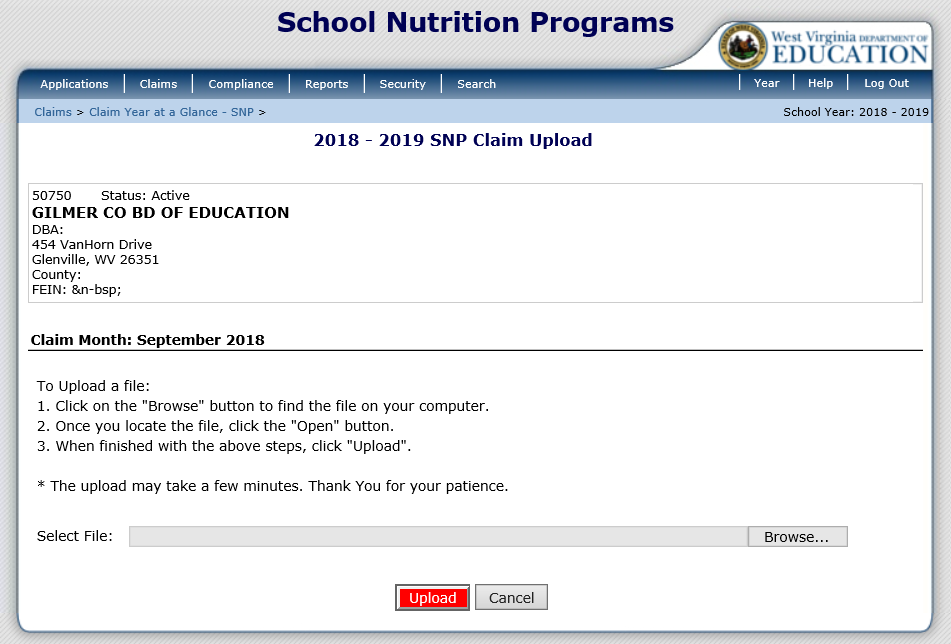 School Nutrition Programs
West Virginia DEPARTMENT OF
EDUCATION
Applications Claims Compliance Reports Security Search Year Help Log Out
Claims > Claim Year at a Glance - SNP > School Year: 2018 - 2019
2018 - 2019 SNP Claim Upload
50750 Status: Active
GILMER CO BD OF EDUCATION
DBA:
454 VanHorn Drive
Glenville, WV 26351
County:
FEIN: &n-bsp;
Claim Month: September 2018
To Upload a file:
1. Click on the "Browse" button to find the file on your computer.
2. Once you locate the file, click the "Open" button.
3. When finished with the above steps, click "Upload".
* The upload may take a few minutes. Thank You for your patience.
Select File: Browse...
Upload Cancel